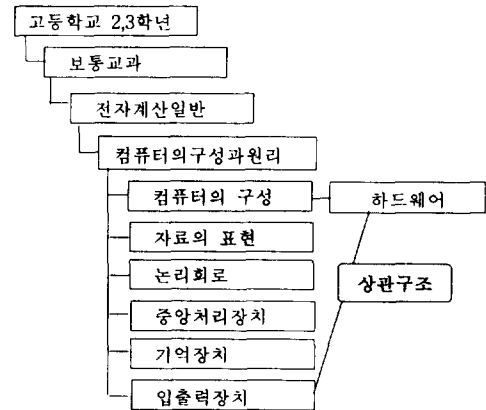 고등학교 2,3학년
보통교과
전자계산일반
컴퓨터의구성과원리
컴퓨터의 구성
하드웨어
자료의 표현
논리회로
상관구조
중앙처리장치
기억장치
입출력장치